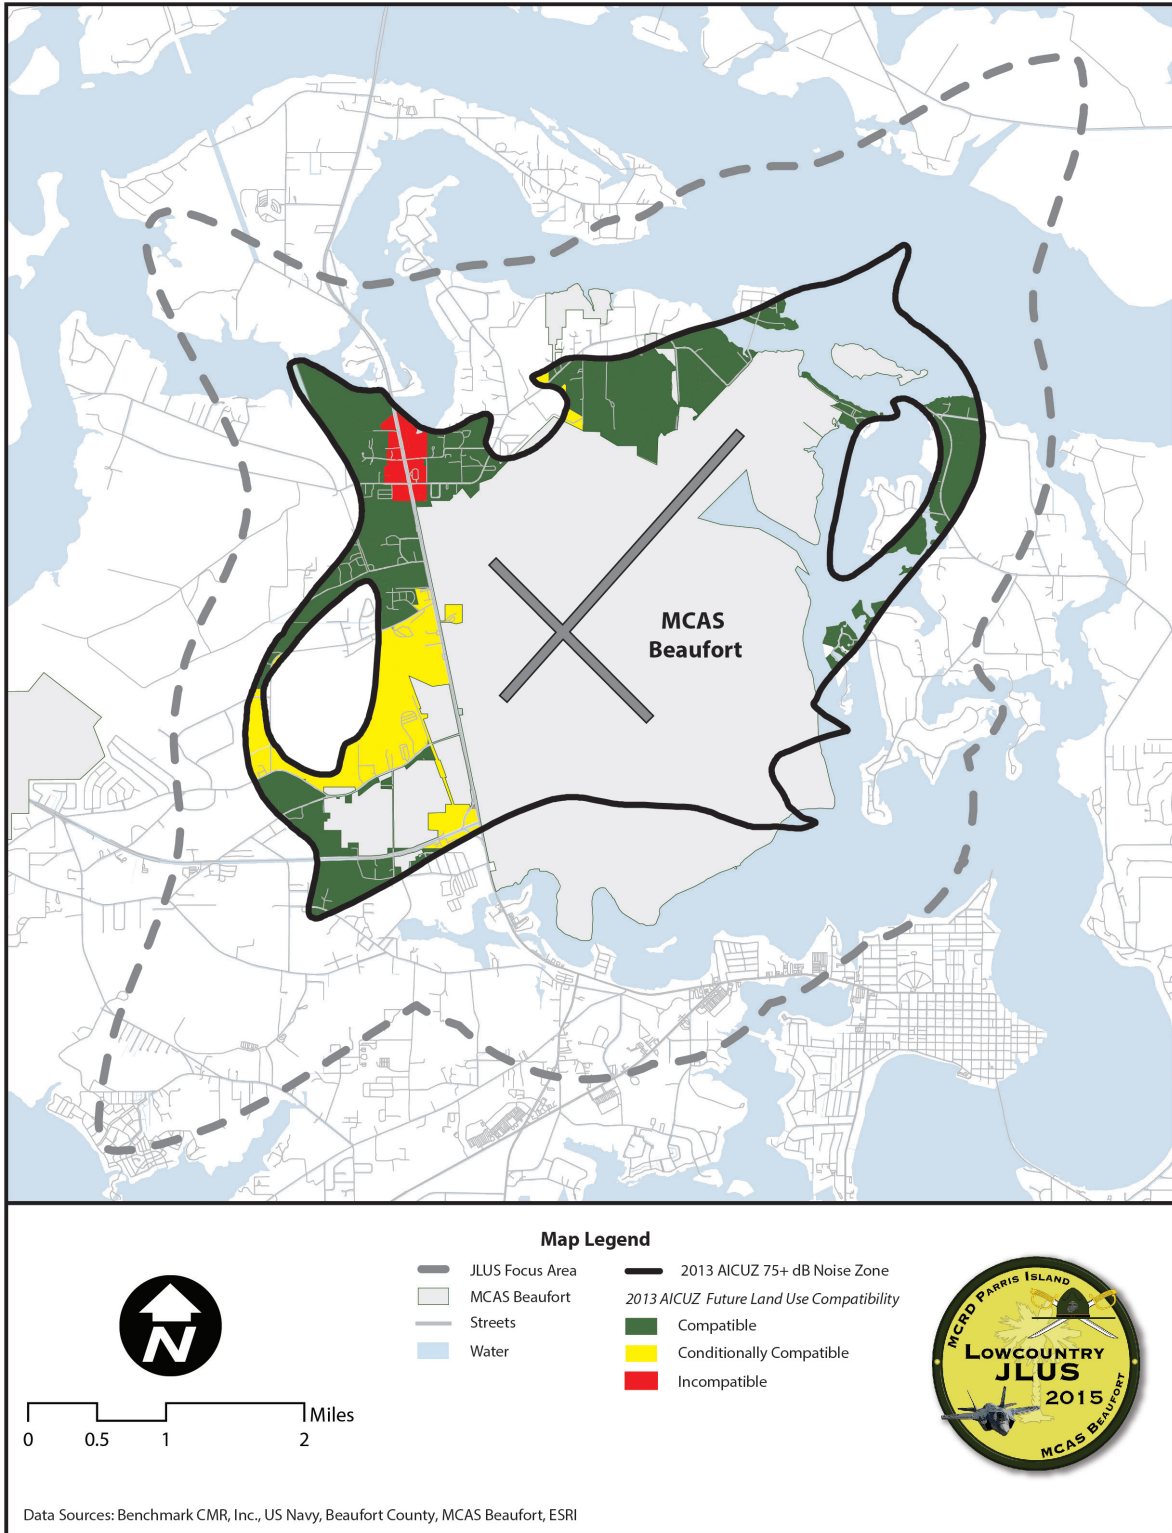 MCAS
Beaufort
Map Legend
JLUS Focus Area
MCAS Beaufort
Streets
Water
2013 AICUZ 75+ dB Noise Zone
2013 AICUZ Future Land Use Compatibility
Compatible
Conditionally Compatible
Incompatible
N
Miles
0 0.5 1 2
MCRD PARRIS ISLAND
LOWCOUNTRY
JLUS
2015
MCAS BEAUFORT
Data Sources: Benchmark CMR, Inc., US Navy, Beaufort County, MCAS Beaufort, ESRI